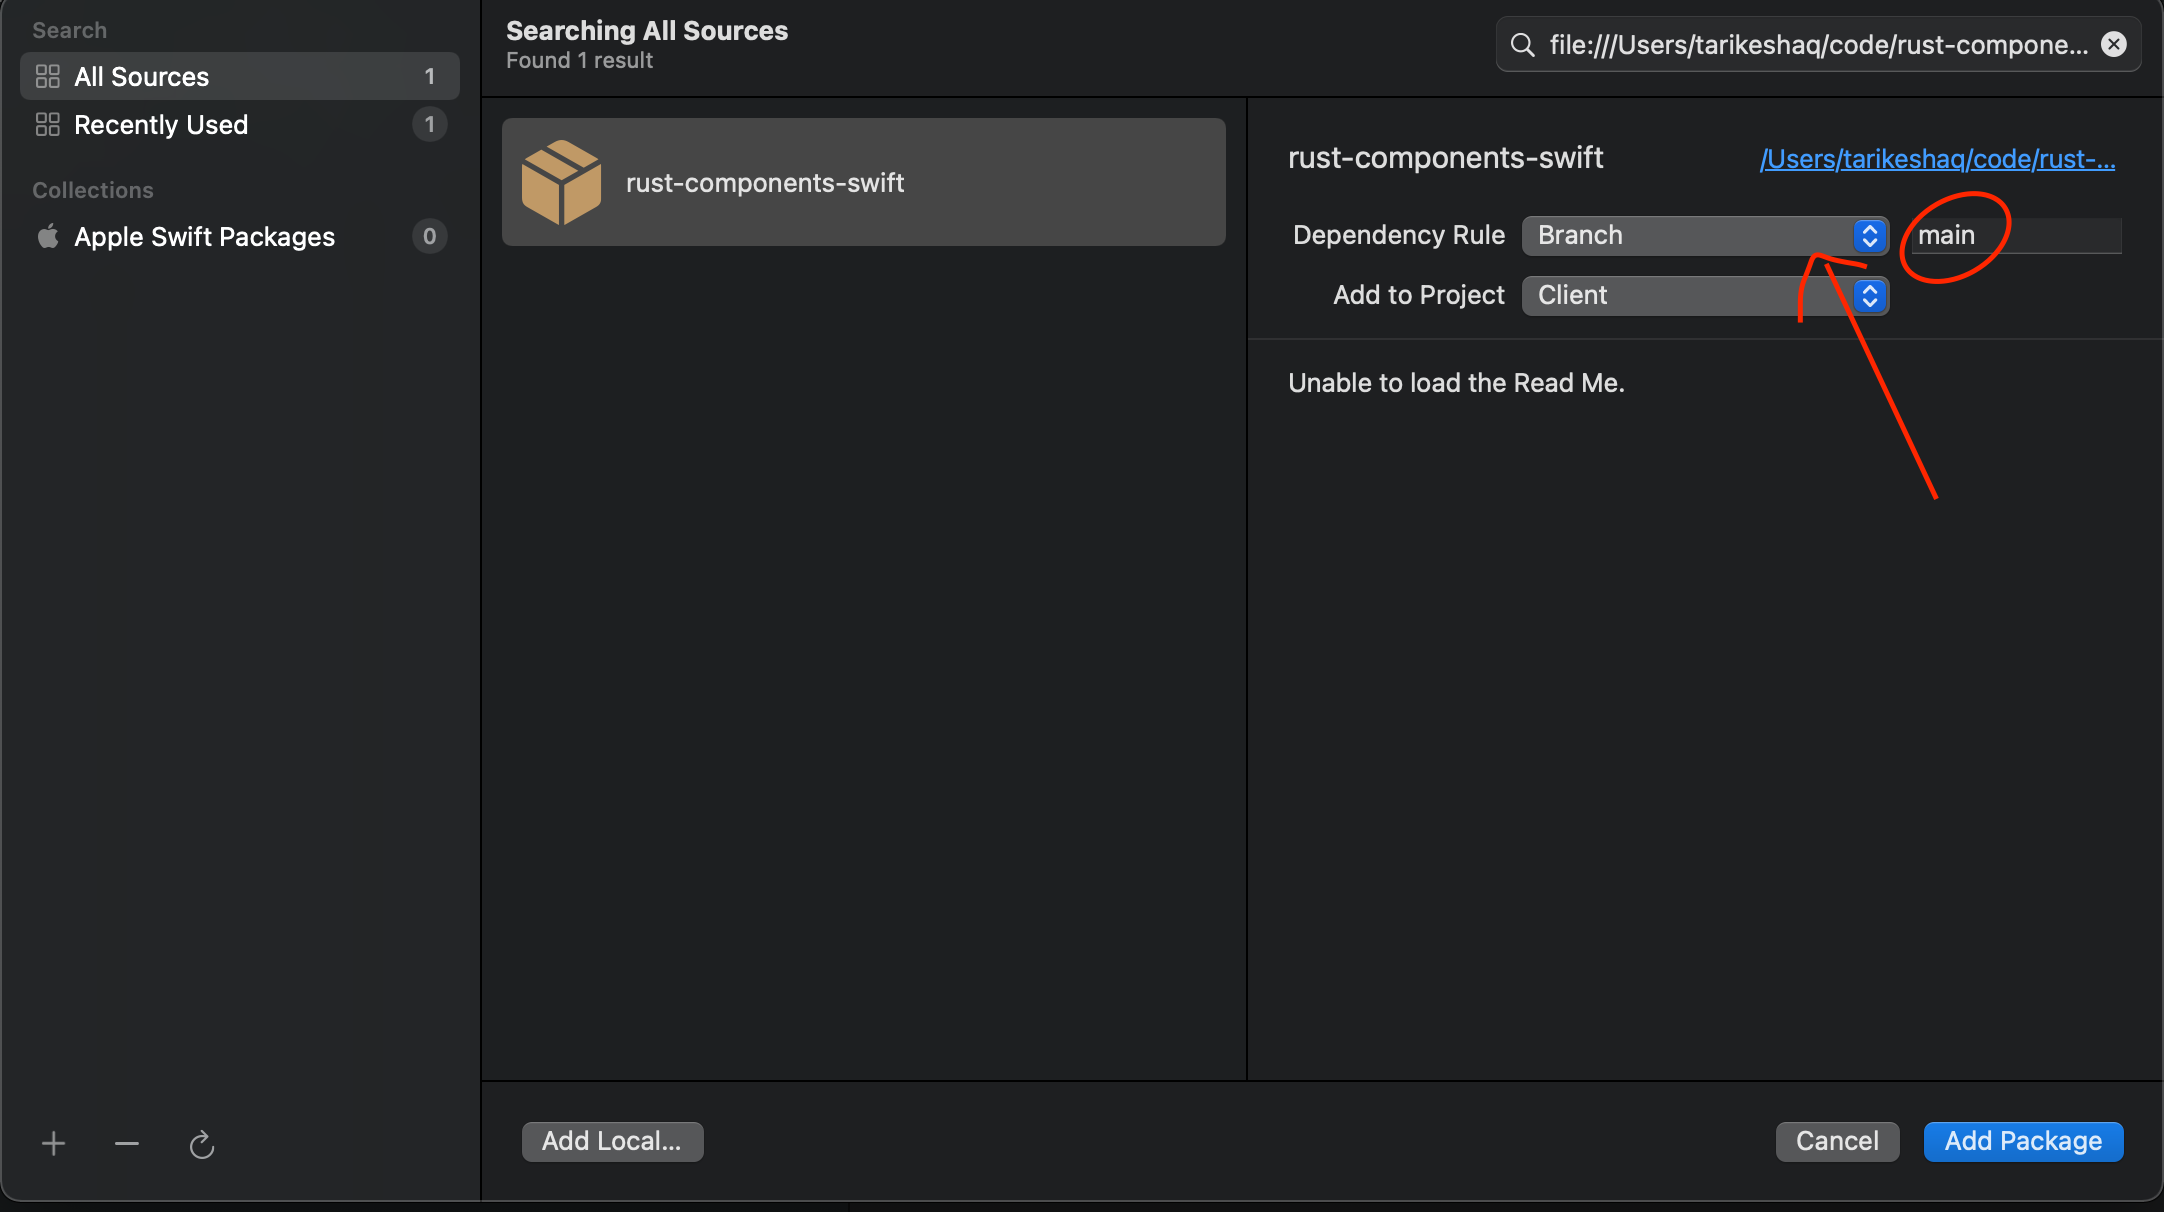 Search
All Sources 1
Recently Used 1
Collections
Apple Swift Packages 0
Searching All Sources
Found 1 result
file:///Users/tarikeshaq/code/rust-compone...
rust-components-swift
rust-components-swift /Users/tarikeshaq/code/rust-...
Dependency Rule Branch main
Add to Project Client
Unable to load the Read Me.
Add Local... Cancel Add Package